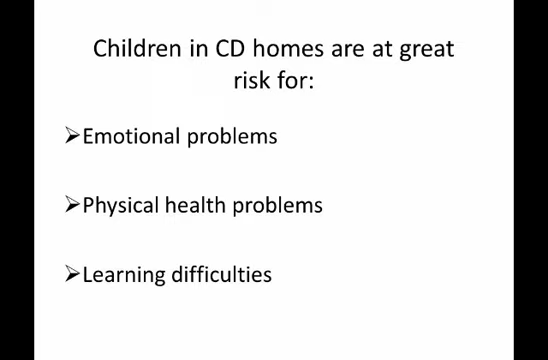 Children in CD homes are at great
risk for:
➢Emotional problems
➢Physical health problems
➢Learning difficulties